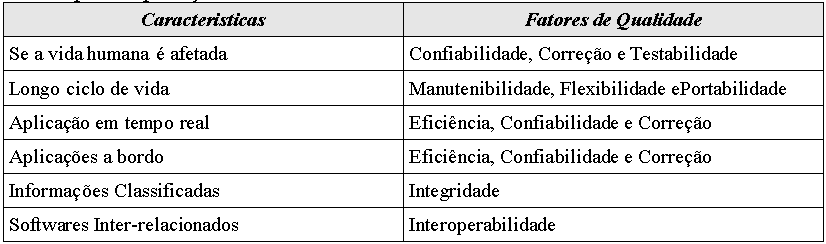 Caracteristicas Fatores de Qualidade
Se a vida humana é afetada Confiabilidade, Correção e Testabilidade
Longo ciclo de vida Manutenibilidade, Flexibilidade ePortabilidade
Aplicação em tempo real Eficiência, Confiabilidade e Correção
Aplicações a bordo Eficiência, Confiabilidade e Correção
Informações Classificadas Integridade
Softwares Inter-relacionados Interoperabilidade